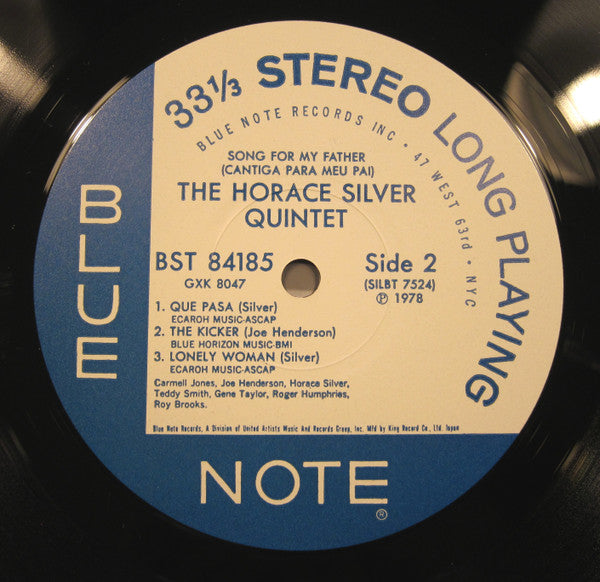 33⅓ STEREO LONG PLAYING
BLUE NOTE RECORDS INC • 47 WEST 63rd • NYC
SONG FOR MY FATHER
(CANTIGA PARA MEU PAI)
THE HORACE SILVER
QUINTET
BST 84185
GXK 8047
Side 2
(SILBT 7524)
℗ 1978
1. QUE PASA (Silver)
ECAROH MUSIC-ASCAP
2. THE KICKER (Joe Henderson)
BLUE HORIZON MUSIC-BMI
3. LONELY WOMAN (Silver)
ECAROH MUSIC-ASCAP
Carmell Jones, Joe Henderson, Horace Silver,
Teddy Smith, Gene Taylor, Roger Humphries,
Roy Brooks.
Blue Note Records, A Division of United Artists Music And Records Group, Inc. Mfd by King Record Co., Ltd. Japan
BLUE
NOTE®